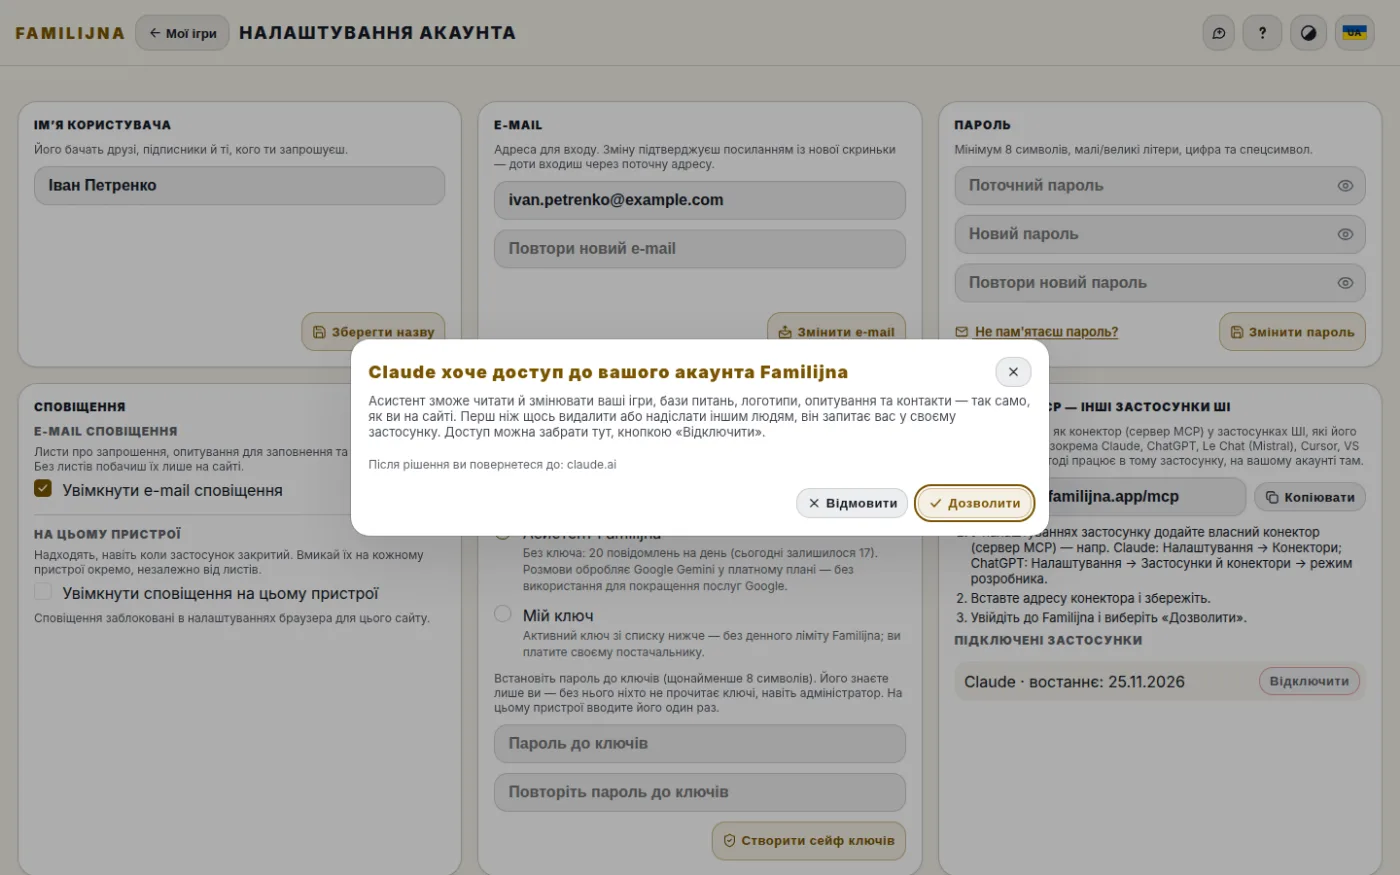 FAMILIJNA
Мої ігри
НАЛАШТУВАННЯ АКАУНТА
?
UA
ІМ’Я КОРИСТУВАЧА
Його бачать друзі, підписники й ті, кого ти запрошуєш.
Іван Петренко
Зберегти назву
E-MAIL
Адреса для входу. Зміну підтверджуєш посиланням із нової скриньки
— доти входиш через поточну адресу.
ivan.petrenko@example.com
Повтори новий e-mail
Змінити e-mail
ПАРОЛЬ
Мінімум 8 символів, малі/великі літери, цифра та спецсимвол.
Поточний пароль
Новий пароль
Повтори новий пароль
Не пам'ятаєш пароль?
Змінити пароль
Claude хоче доступ до вашого акаунта Familijna
Асистент зможе читати й змінювати ваші ігри, бази питань, логотипи, опитування та контакти — так само,
як ви на сайті. Перш ніж щось видалити або надіслати іншим людям, він запитає вас у своєму
застосунку. Доступ можна забрати тут, кнопкою «Відключити».
Після рішення ви повернетеся до: claude.ai
Відмовити
Дозволити
СПОВІЩЕННЯ
E-MAIL СПОВІЩЕННЯ
Листи про запрошення, опитування для заповнення та
Без листів побачиш їх лише на сайті.
Увімкнути e-mail сповіщення
НА ЦЬОМУ ПРИСТРОЇ
Надходять, навіть коли застосунок закритий. Вмикай їх на кожному
пристрої окремо, незалежно від листів.
Увімкнути сповіщення на цьому пристрої
Сповіщення заблоковані в налаштуваннях браузера для цього сайту.
Асистент Familijna
Без ключа: 20 повідомлень на день (сьогодні залишилося 17).
Розмови обробляє Google Gemini у платному плані — без
використання для покращення послуг Google.
Мій ключ
Активний ключ зі списку нижче — без денного ліміту Familijna; ви
платите своєму постачальнику.
Встановіть пароль до ключів (щонайменше 8 символів). Його знаєте
лише ви — без нього ніхто не прочитає ключі, навіть адміністратор. На
цьому пристрої вводите його один раз.
Пароль до ключів
Повторіть пароль до ключів
Створити сейф ключів
CP — ІНШІ ЗАСТОСУНКИ ШІ
як конектор (сервер MCP) у застосунках ШІ, які його
зокрема Claude, ChatGPT, Le Chat (Mistral), Cursor, VS
тоді працює в тому застосунку, на вашому акаунті там.
familijna.app/mcp
Копіювати
налаштуваннях застосунку додайте власний конектор
(сервер MCP) — напр. Claude: Налаштування → Конектори;
ChatGPT: Налаштування → Застосунки й конектори → режим
розробника.
2. Вставте адресу конектора і збережіть.
3. Увійдіть до Familijna і виберіть «Дозволити».
ПІДКЛЮЧЕНІ ЗАСТОСУНКИ
Claude · востаннє: 25.11.2026
Відключити